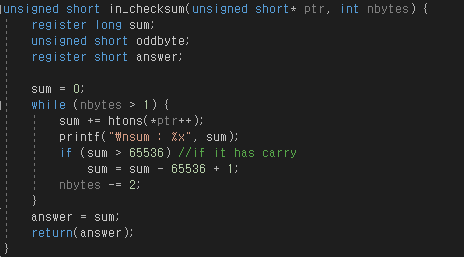 unsigned short in_checksum(unsigned short* ptr, int nbytes) {
register long sum;
unsigned short oddbyte;
register short answer;
sum = 0;
while (nbytes > 1) {
sum += htons(*ptr++);
printf("₩nsum : %x", sum);
if (sum > 65536) //if it has carry
sum = sum - 65536 + 1;
nbytes -= 2;
}
answer = sum;
return(answer);
}